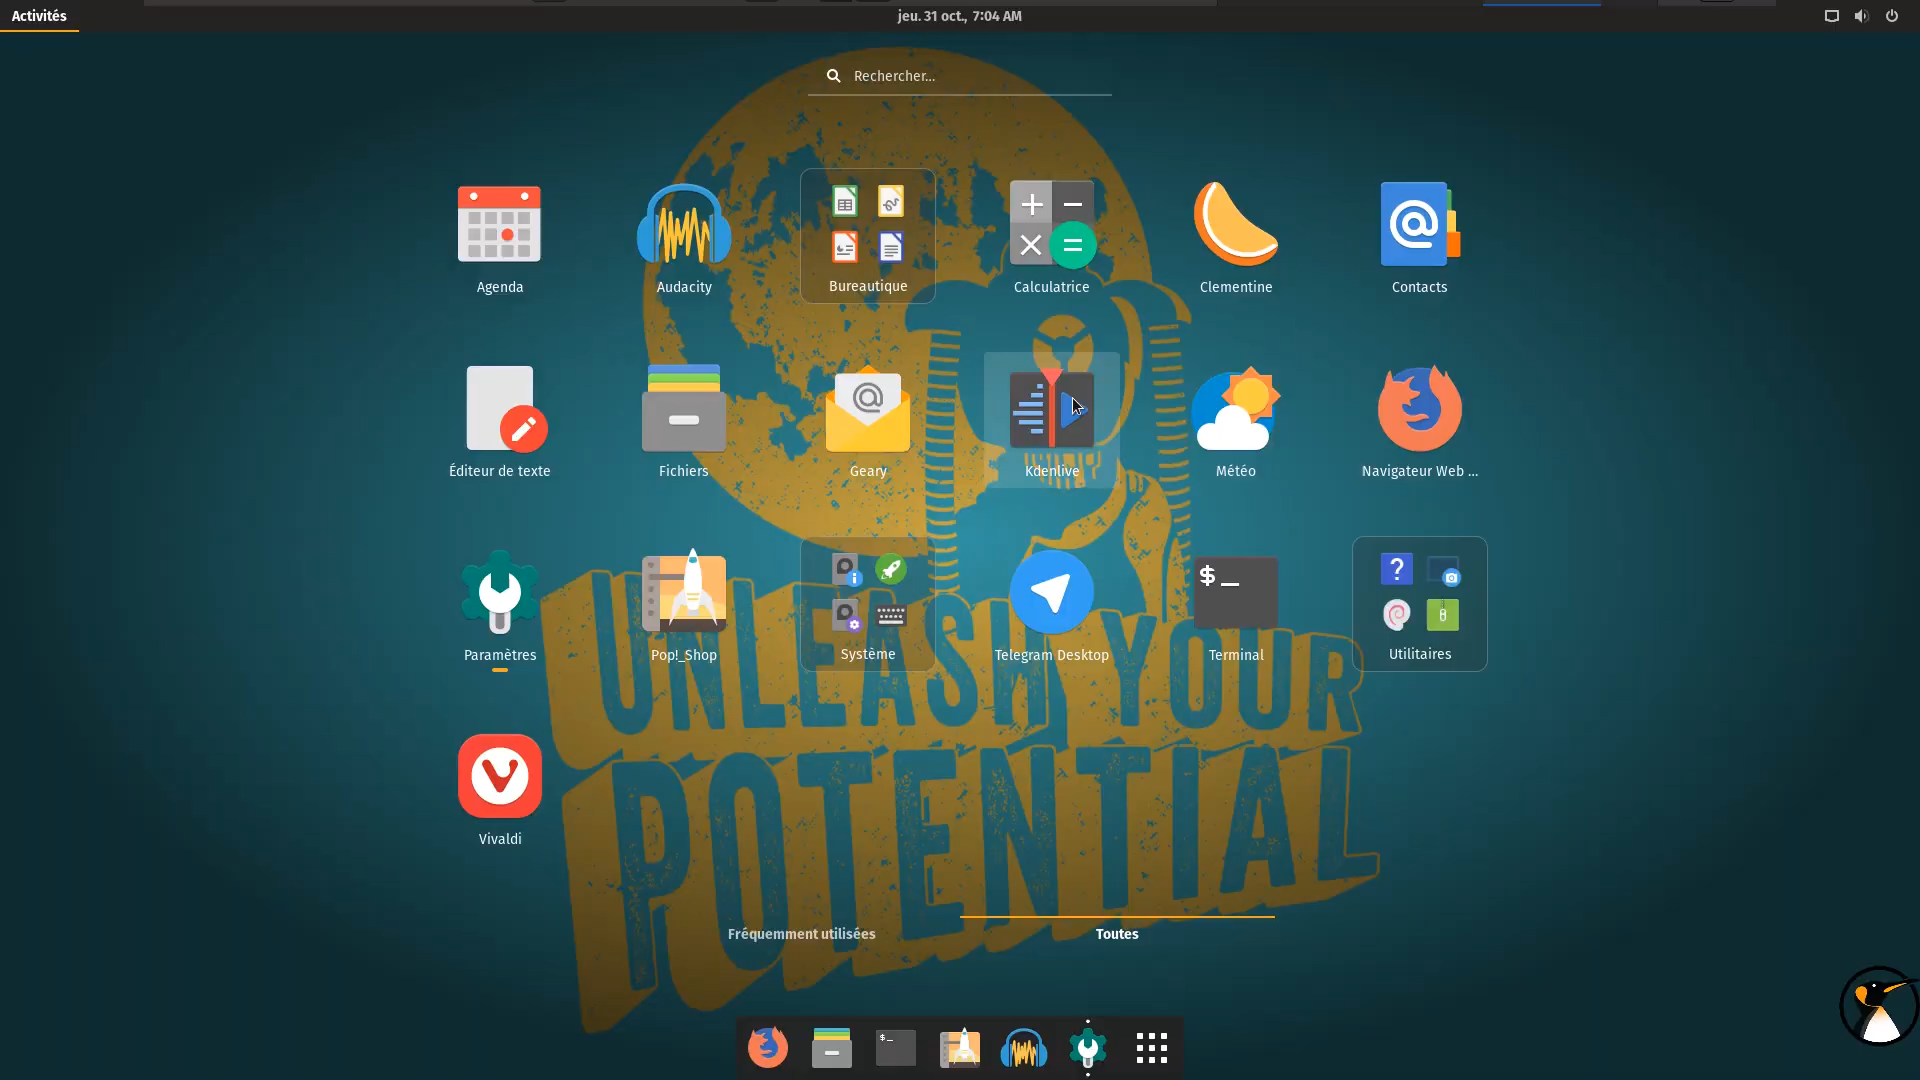 Activités
jeu. 31 oct., 7:04 AM
Rechercher...
Agenda
Audacity
Bureautique
Calculatrice
Clementine
Contacts
Éditeur de texte
Fichiers
Geary
Kdenlive
Météo
Navigateur Web ...
Paramètres
Pop!_Shop
Système
Telegram Desktop
$_
Terminal
?
Utilitaires
UNLEASH YOUR
POTENTIAL
Vivaldi
Fréquemment utilisées
Toutes
$_